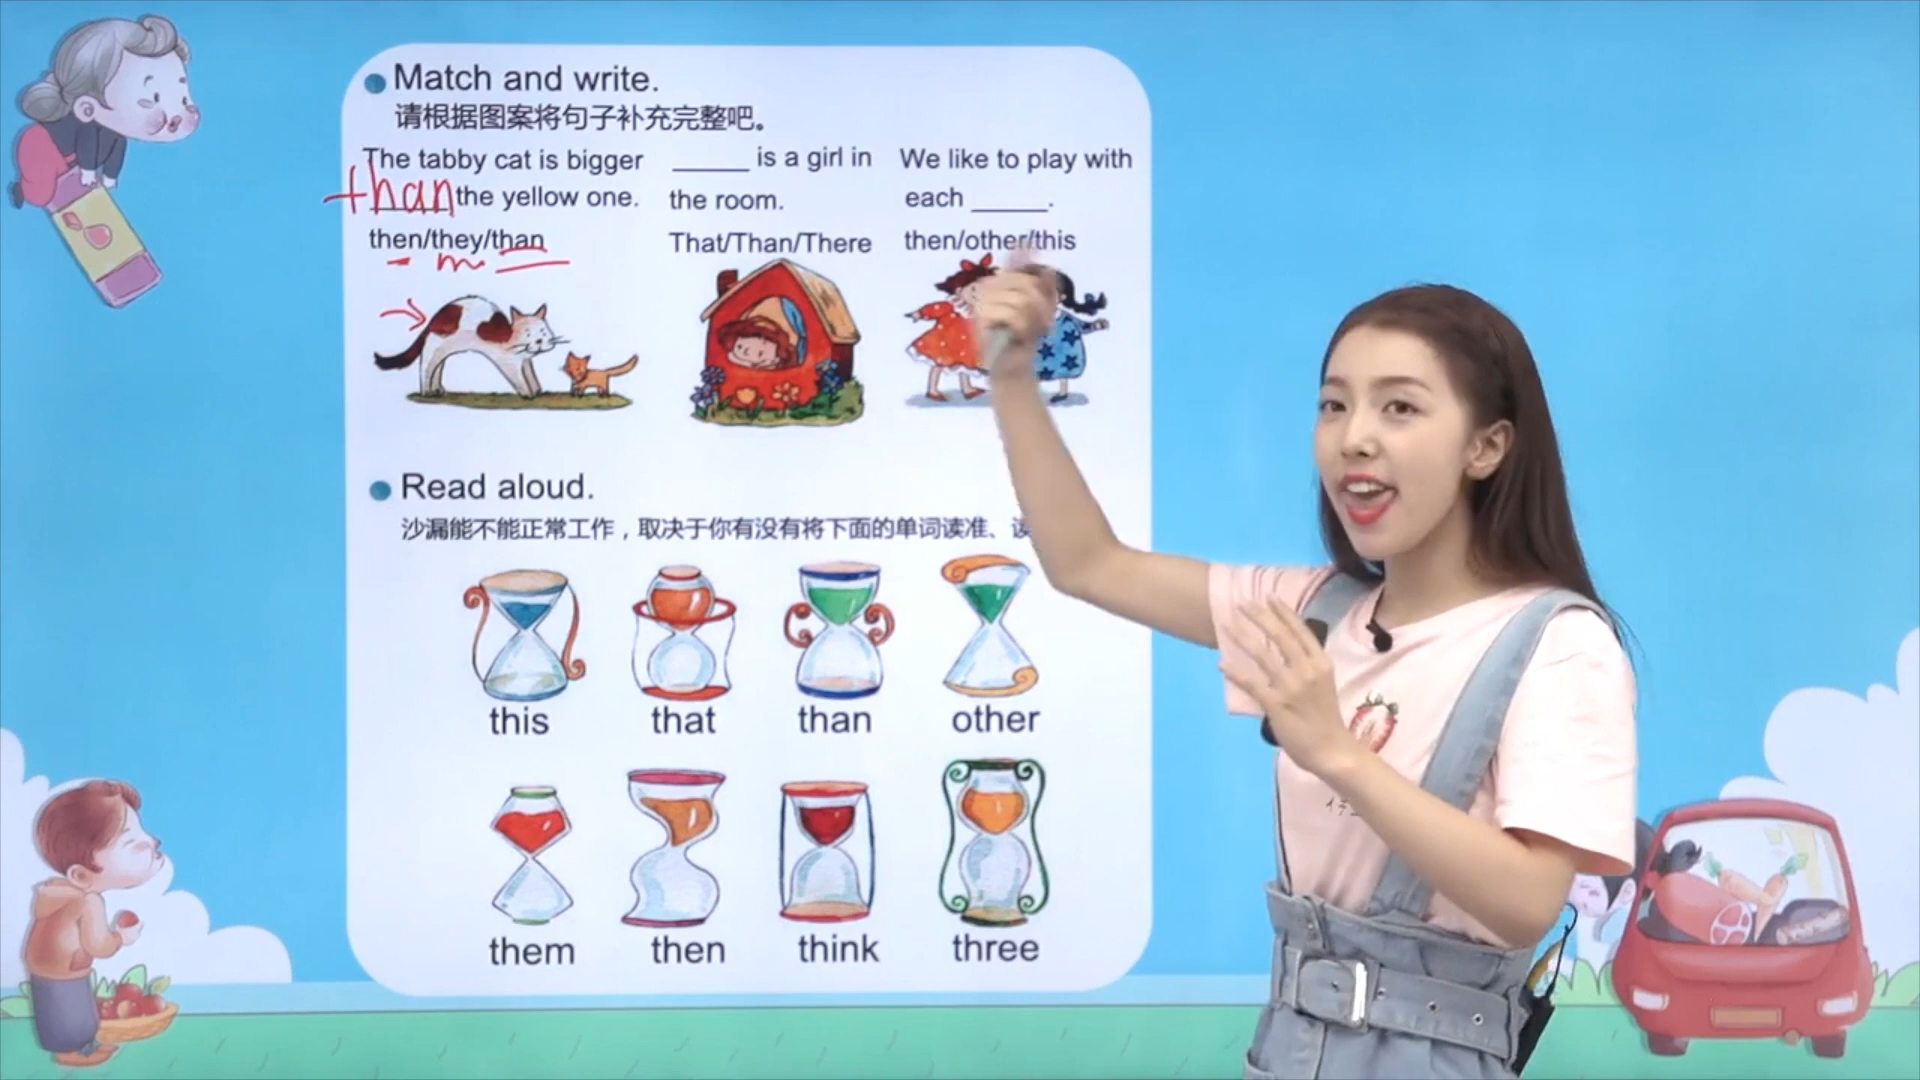 Match and write.
请根据图案将句子补充完整吧。
The tabby cat is bigger
than the yellow one.
then/they/than
_____ is a girl in
the room.
That/Than/There
We like to play with
each _____.
then/other/this
Read aloud.
沙漏能不能正常工作，取决于你有没有将下面的单词读准、读
this that than other
them then think three